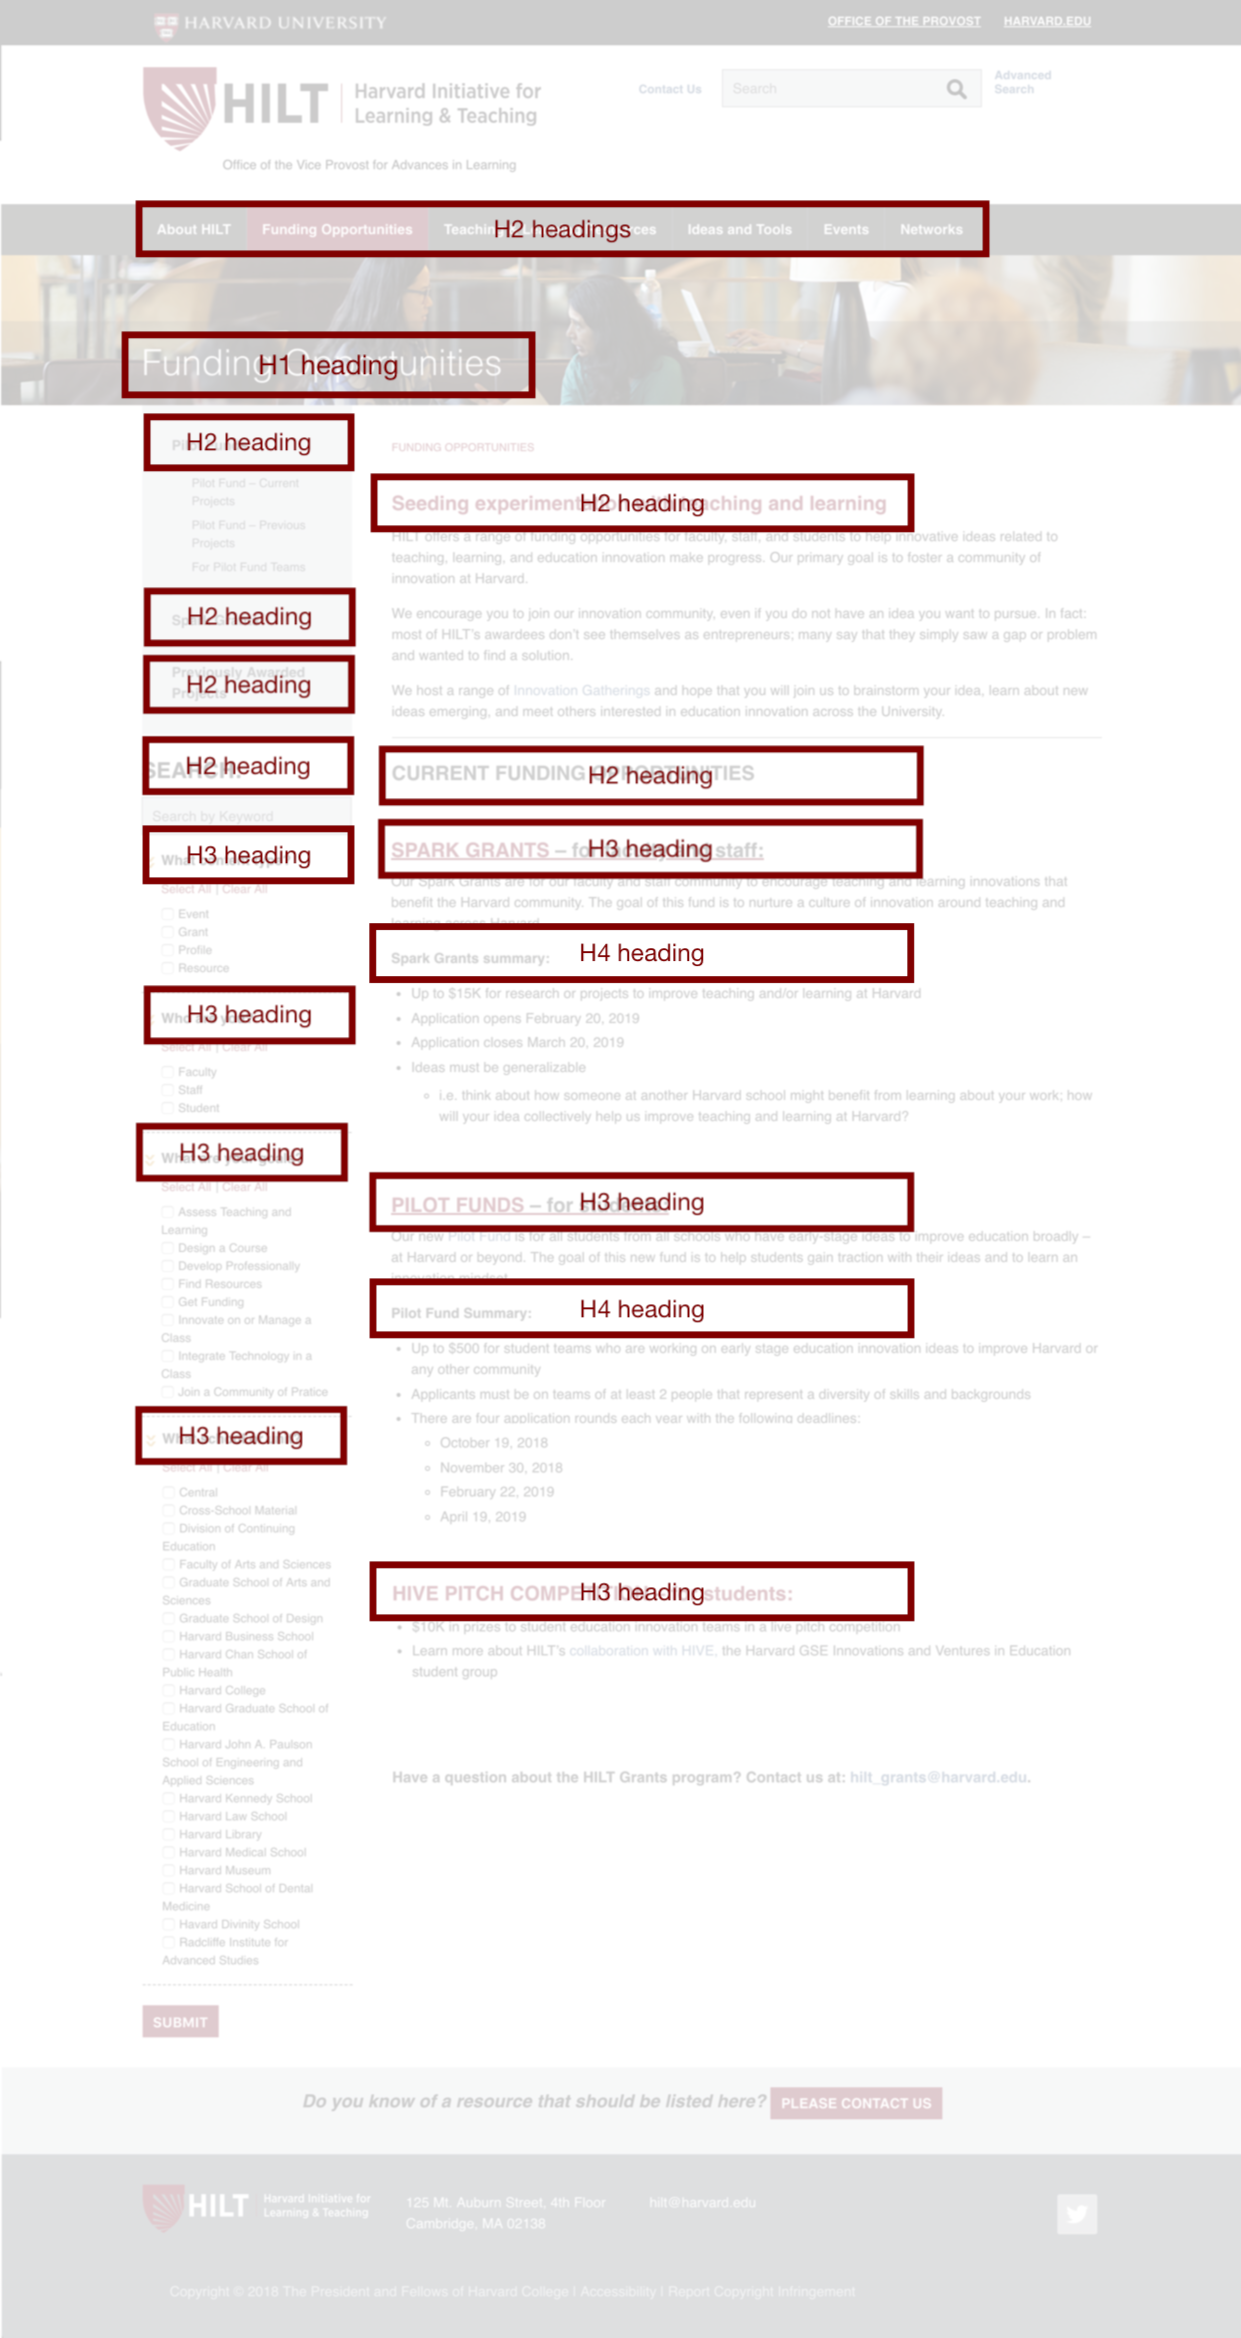 HARVARD UNIVERSITY
OFFICE OF THE PROVOST HARVARD.EDU
HILT Harvard Initiative for
Learning & Teaching
Office of the Vice Provost for Advances in Learning
Contact Us Search Advanced
Search
About HILT Funding Opportunities H2 headings Ideas and Tools Events Networks
Funding Opportunities
H1 heading
H2 heading
Pilot Fund – Current
Projects
Pilot Fund – Previous
Projects
For Pilot Fund Teams
H2 heading
Previously Awarded
Projects
H2 heading
SEARCH:
H2 heading
Search by Keyword
H3 heading
Select All | Clear All
Event
Grant
Profile
Resource
H3 heading
Select All | Clear All
Faculty
Staff
Student
H3 heading
Select All | Clear All
Assess Teaching and
Learning
Design a Course
Develop Professionally
Find Resources
Get Funding
Innovate on or Manage a
Class
Integrate Technology in a
Class
Join a Community of Pratice
H3 heading
Select All | Clear All
Central
Cross-School Material
Division of Continuing
Education
Faculty of Arts and Sciences
Graduate School of Arts and
Sciences
Graduate School of Design
Harvard Business School
Harvard Chan School of
Public Health
Harvard College
Harvard Graduate School of
Education
Harvard John A. Paulson
School of Engineering and
Applied Sciences
Harvard Kennedy School
Harvard Law School
Harvard Library
Harvard Medical School
Harvard Museum
Harvard School of Dental
Medicine
Havard Divinity School
Radcliffe Institute for
Advanced Studies
SUBMIT
FUNDING OPPORTUNITIES
Seeding experimentation with teaching and learning
H2 heading
HILT offers a range of funding opportunities for faculty, staff, and students to help innovative ideas related to
teaching, learning, and education innovation make progress. Our primary goal is to foster a community of
innovation at Harvard.
We encourage you to join our innovation community, even if you do not have an idea you want to pursue. In fact:
most of HILT's awardees don't see themselves as entrepreneurs; many say that they simply saw a gap or problem
and wanted to find a solution.
We host a range of Innovation Gatherings and hope that you will join us to brainstorm your idea, learn about new
ideas emerging, and meet others interested in education innovation across the University.
CURRENT FUNDING OPPORTUNITIES
H2 heading
SPARK GRANTS – for faculty and staff:
H3 heading
Our Spark Grants are for our faculty and staff community to encourage teaching and learning innovations that
benefit the Harvard community. The goal of this fund is to nurture a culture of innovation around teaching and
learning across Harvard.
Spark Grants summary: H4 heading
Up to $15K for research or projects to improve teaching and/or learning at Harvard
Application opens February 20, 2019
Application closes March 20, 2019
Ideas must be generalizable
i.e. think about how someone at another Harvard school might benefit from learning about your work; how
will your idea collectively help us improve teaching and learning at Harvard?
PILOT FUNDS – for students:
H3 heading
Our new Pilot Fund is for all students from all schools who have early-stage ideas to improve education broadly –
at Harvard or beyond. The goal of this new fund is to help students gain traction with their ideas and to learn an
innovation mindset.
Pilot Fund Summary: H4 heading
Up to $500 for student teams who are working on early stage education innovation ideas to improve Harvard or
any other community
Applicants must be on teams of at least 2 people that represent a diversity of skills and backgrounds
There are four application rounds each year with the following deadlines:
October 19, 2018
November 30, 2018
February 22, 2019
April 19, 2019
HIVE PITCH COMPETITION for students:
H3 heading
$10K in prizes to student education innovation teams in a live pitch competition
Learn more about HILT's collaboration with HIVE, the Harvard GSE Innovations and Ventures in Education
student group
Have a question about the HILT Grants program? Contact us at: hilt_grants@harvard.edu.
Do you know of a resource that should be listed here? PLEASE CONTACT US
HILT Harvard Initiative for
Learning & Teaching
125 Mt. Auburn Street, 4th Floor
Cambridge, MA 02138
hilt@harvard.edu
Copyright © 2018 The President and Fellows of Harvard College | Accessibility | Report Copyright Infringement